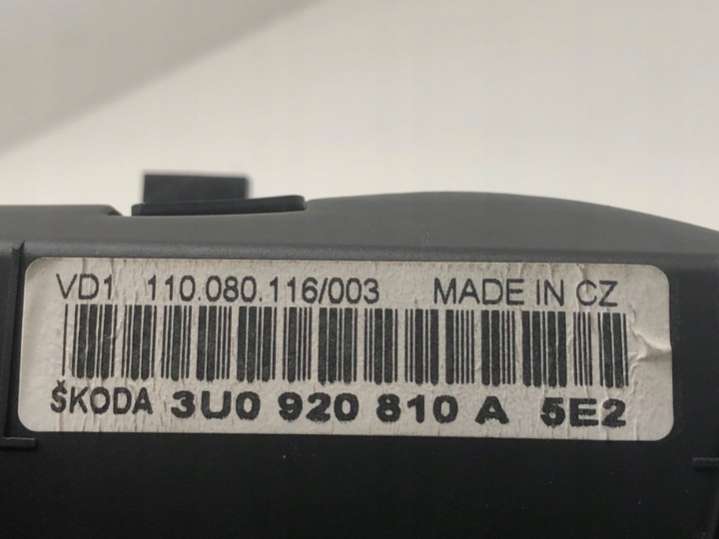 VD1 110.080.116/003 MADE IN CZ
ŠKODA 3U0 920 810 A 5E2